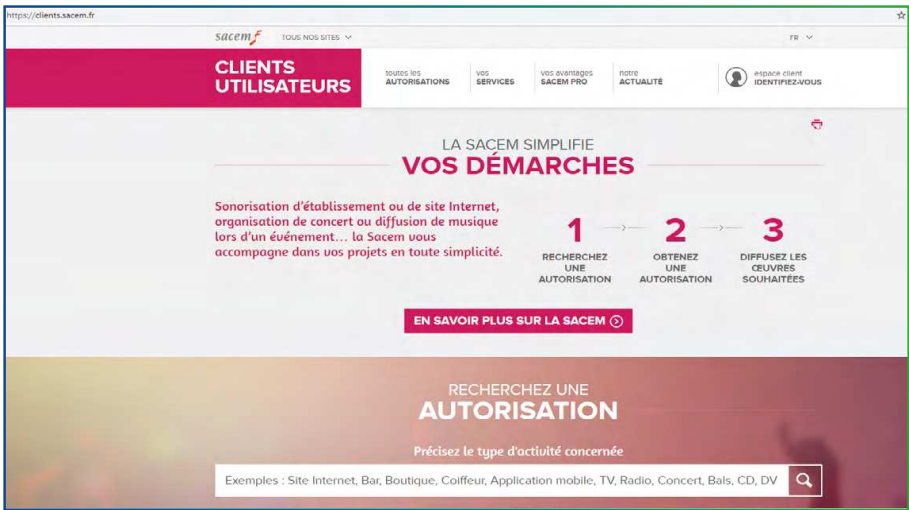 https://clients.sacem.fr
sacem TOUS NOS SITES FR
CLIENTS
UTILISATEURS
toutes les
AUTORISATIONS
vos
SERVICES
vos avantages
SACEM PRO
notre
ACTUALITÉ
espace client
IDENTIFIEZ-VOUS
LA SACEM SIMPLIFIE
VOS DÉMARCHES
Sonorisation d'établissement ou de site Internet,
organisation de concert ou diffusion de musique
lors d'un événement... la Sacem vous
accompagne dans vos projets en toute simplicité.
1
RECHERCHEZ
UNE
AUTORISATION
2
OBTENEZ
UNE
AUTORISATION
3
DIFFUSEZ LES
ŒUVRES
SOUHAITÉES
EN SAVOIR PLUS SUR LA SACEM
RECHERCHEZ UNE
AUTORISATION
Précisez le type d'activité concernée
Exemples : Site Internet, Bar, Boutique, Coiffeur, Application mobile, TV, Radio, Concert, Bals, CD, DV